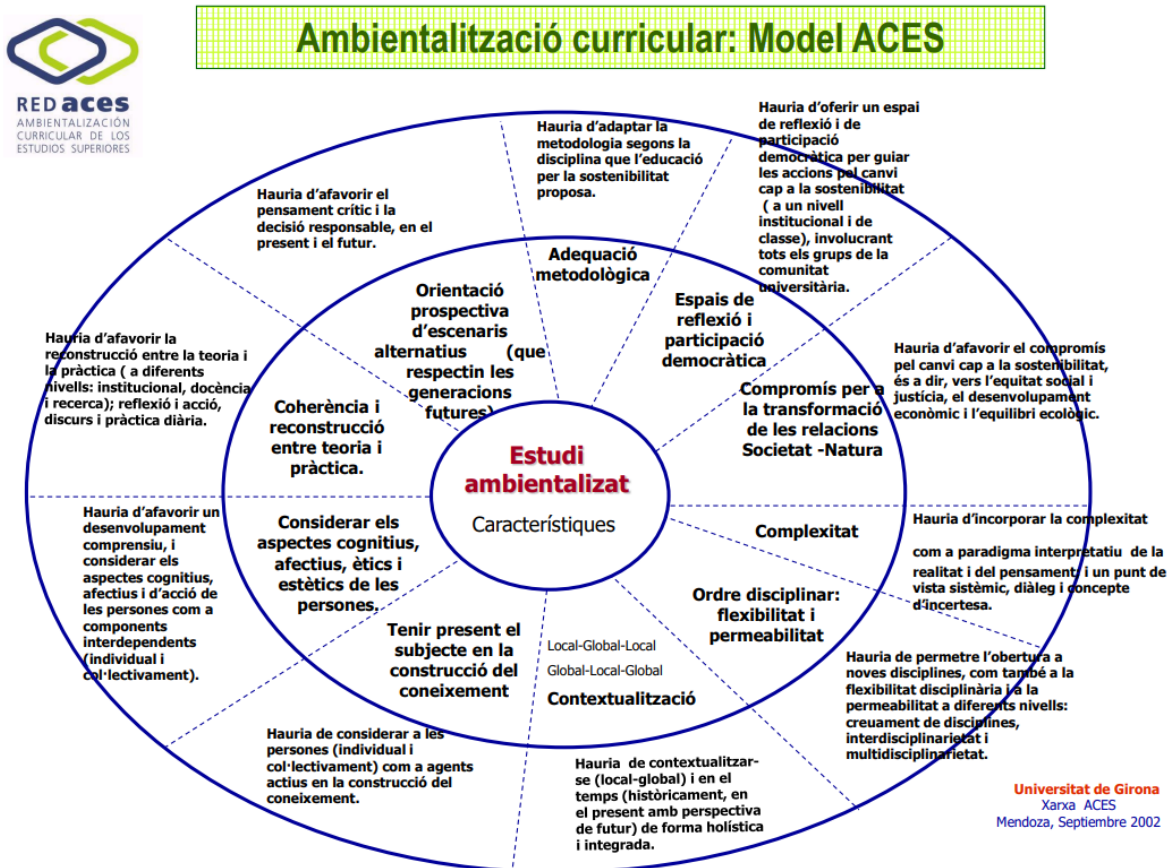 Ambientalització curricular: Model ACES
RED aces
AMBIENTALIZACIÓN
CURRICULAR DE LOS
ESTUDIOS SUPERIORES
Hauria d'afavorir el
pensament crític i la
decisió responsable, en el
present i el futur.
Hauria d'adaptar la
metodologia segons la
disciplina que l'educació
per la sostenibilitat
proposa.
Hauria d'oferir un espai
de reflexió i de
participació
democràtica per guiar
les accions pel canvi
cap a la sostenibilitat
( a un nivell
institucional i de
classe), involucrant
tots els grups de la
comunitat
universitària.
Hauria d'afavorir la
reconstrucció entre la teoria i
la pràctica ( a diferents
nivells: institucional, docència
i recerca); reflexió i acció,
discurs i pràctica diària.
Orientació
prospectiva
d'escenaris
alternatius (que
respectin les
generacions
futures)
Adequació
metodològica
Espais de
reflexió i
participació
democràtica
Hauria d'afavorir el compromís
pel canvi cap a la sostenibilitat,
és a dir, vers l'equitat social i
justícia, el desenvolupament
econòmic i l'equilibri ecològic.
Coherència i
reconstrucció
entre teoria i
pràctica.
Compromís per a
la transformació
de les relacions
Societat -Natura
Estudi
ambientalizat
Característiques
Hauria d'afavorir un
desenvolupament
comprensiu, i
considerar els
aspectes cognitius,
afectius i d'acció de
les persones com a
components
interdependents
(individual i
col·lectivament).
Considerar els
aspectes cognitius,
afectius, ètics i
estètics de les
persones.
Complexitat
Hauria d'incorporar la complexitat
com a paradigma interpretatiu de la
realitat i del pensament, i un punt de
vista sistèmic, diàleg i concepte
d'incertesa.
Tenir present el
subjecte en la
construcció del
coneixement
Local-Global-Local
Global-Local-Global
Contextualització
Ordre disciplinar:
flexibilitat i
permeabilitat
Hauria de permetre l'obertura a
noves disciplines, com també a la
flexibilitat disciplinària i a la
permeabilitat a diferents nivells:
creuament de disciplines,
interdisciplinarietat i
multidisciplinarietat.
Hauria de considerar a les
persones (individual i
col·lectivament) com a agents
actius en la construcció del
coneixement.
Hauria de contextualitzar-
se (local-global) i en el
temps (històricament, en
el present amb perspectiva
de futur) de forma holística
i integrada.
Universitat de Girona
Xarxa ACES
Mendoza, Septiembre 2002